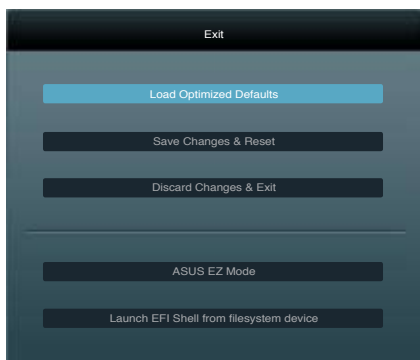 Exit
Load Optimized Defaults
Save Changes & Reset
Discard Changes & Exit
ASUS EZ Mode
Launch EFI Shell from filesystem device